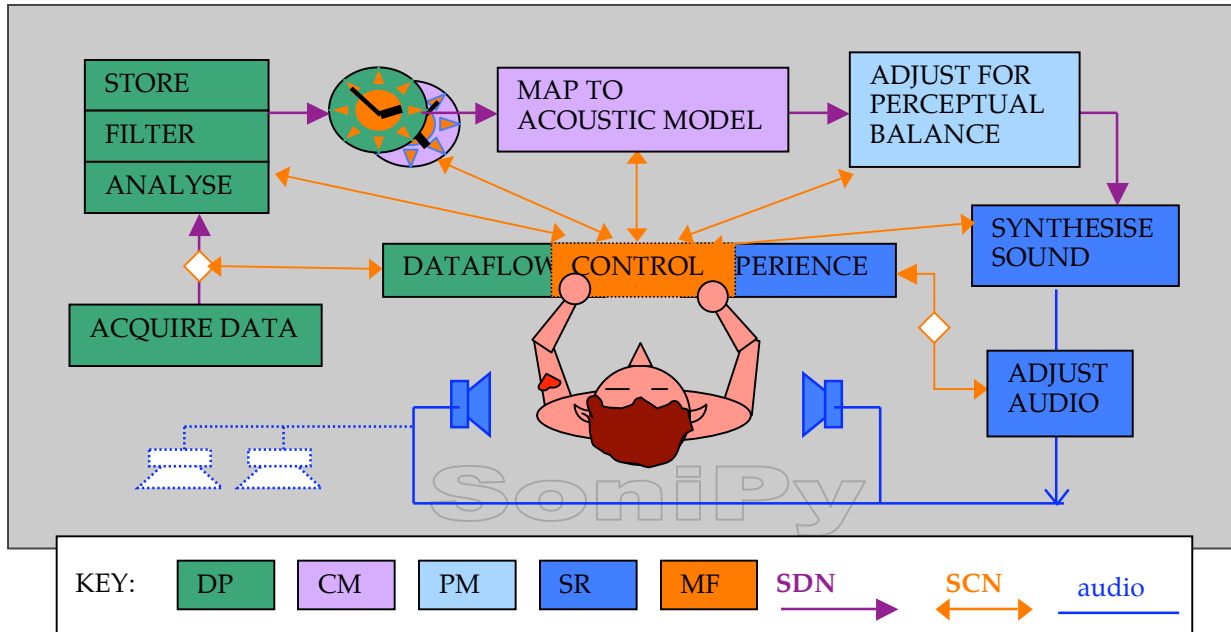 STORE
FILTER
ANALYSE
MAP TO
ACOUSTIC MODEL
ADJUST FOR
PERCEPTUAL
BALANCE
SYNTHESISE
SOUND
DATAFLOW
CONTROL
PERIENCE
ACQUIRE DATA
ADJUST
AUDIO
SoniPy
KEY:
DP
CM
PM
SR
MF
SDN
SCN
audio